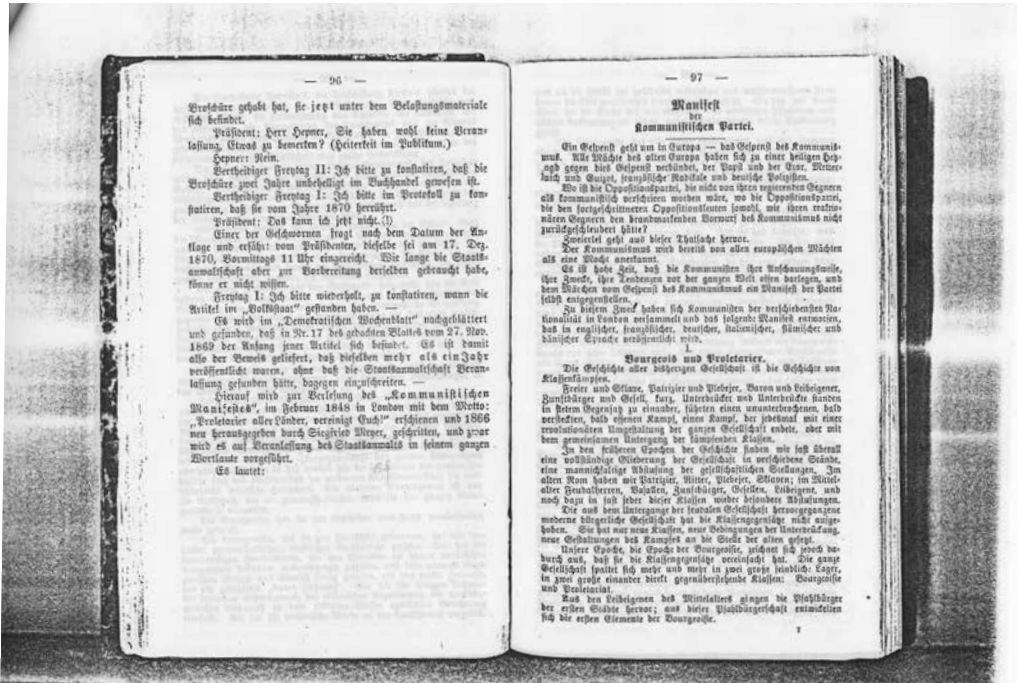 — 96 —
Broschüre gehabt hat, sie jetzt unter dem Belastungsmateriale
sich befindet.
Präsident: Herr Hepner, Sie haben wohl keine Veran-
lassung, Etwas zu bemerken? (Heiterkeit im Publikum.)
Hepner: Nein.
Vertheidiger Freytag II: Ich bitte zu konstatiren, daß die
Broschüre zwei Jahre unbehelligt im Buchhandel gewesen ist.
Vertheidiger Freytag I: Ich bitte im Protokoll zu kon-
statiren, daß sie vom Jahre 1870 herrührt.
Präsident: Das kann ich jetzt nicht. (!)
Einer der Geschwornen fragt nach dem Datum der An-
klage und erfährt vom Präsidenten, dieselbe sei am 17. Dez.
1870, Vormittags 11 Uhr eingereicht. Wie lange die Staats-
anwaltschaft aber zur Vorbereitung derselben gebraucht habe,
könne er nicht wissen.
Freytag I: Ich bitte wiederholt, zu konstatiren, wann die
Artikel im „Volksstaat" gestanden haben. —
Es wird im „Demokratischen Wochenblatt" nachgeblättert
und gefunden, daß in Nr. 17 des gedachten Blattes vom 27. Nov.
1869 der Anfang jener Artikel sich befindet. Es ist damit
also der Beweis geliefert, daß dieselben mehr als ein Jahr
veröffentlicht waren, ohne daß die Staatsanwaltschaft Veran-
lassung gefunden hätte, dagegen einzuschreiten. —
Hierauf wird zur Verlesung des „Kommunistischen
Manifestes", im Februar 1848 in London mit dem Motto:
„Proletarier aller Länder, vereinigt Euch!" erschienen und 1866
neu herausgegeben durch Siegfried Meyer, geschritten, und zwar
wird es auf Veranlassung des Staatsanwalts in seinem ganzen
Wortlaute vorgeführt.
Es lautet:
— 97 —
Manifest
der
Kommunistischen Partei.
Ein Gespenst geht um in Europa — das Gespenst des Kommunis-
mus. Alle Mächte des alten Europa haben sich zu einer heiligen Hez-
jagd gegen dies Gespenst verbündet, der Papst und der Czar, Metter-
nich und Guizot, französische Radikale und deutsche Polizisten.
Wo ist die Oppositionspartei, die nicht von ihren regierenden Gegnern
als kommunistisch verschrieen worden wäre, wo die Oppositionspartei,
die den fortgeschritteneren Oppositionsleuten sowohl, wie ihren reaktio-
nären Gegnern den brandmarkenden Vorwurf des Kommunismus nicht
zurückgeschleudert hätte?
Zweierlei geht aus dieser Thatsache hervor.
Der Kommunismus wird bereits von allen europäischen Mächten
als eine Macht anerkannt.
Es ist hohe Zeit, daß die Kommunisten ihre Anschauungsweise,
ihre Zwecke, ihre Tendenzen vor der ganzen Welt offen darlegen, und
dem Märchen vom Gespenst des Kommunismus ein Manifest der Partei
selbst entgegenstellen.
Zu diesem Zweck haben sich Kommunisten der verschiedensten Na-
tionalität in London versammelt und das folgende Manifest entworfen,
das in englischer, französischer, deutscher, italienischer, flämischer und
dänischer Sprache veröffentlicht wird.
I.
Bourgeois und Proletarier.
Die Geschichte aller bisherigen Gesellschaft ist die Geschichte von
Klassenkämpfen.
Freier und Sklave, Patrizier und Plebejer, Baron und Leibeigener,
Zunftbürger und Gesell, kurz, Unterdrücker und Unterdrückte standen
in stetem Gegensatz zu einander, führten einen ununterbrochenen, bald
versteckten, bald offenen Kampf, einen Kampf, der jedesmal mit einer
revolutionären Umgestaltung der ganzen Gesellschaft endete, oder mit
dem gemeinsamen Untergang der kämpfenden Klassen.
In den früheren Epochen der Geschichte finden wir fast überall
eine vollständige Gliederung der Gesellschaft in verschiedene Stände,
eine mannichfaltige Abstufung der gesellschaftlichen Stellungen. Im
alten Rom haben wir Patrizier, Ritter, Plebejer, Sklaven; im Mittel-
alter Feudalherren, Vasallen, Zunftbürger, Gesellen, Leibeigene, und
noch dazu in fast jeder dieser Klassen wieder besondere Abstufungen.
Die aus dem Untergange der feudalen Gesellschaft hervorgegangene
moderne bürgerliche Gesellschaft hat die Klassengegensätze nicht aufge-
hoben. Sie hat nur neue Klassen, neue Bedingungen der Unterdrückung,
neue Gestaltungen des Kampfes an die Stelle der alten gesetzt.
Unsere Epoche, die Epoche der Bourgeoisie, zeichnet sich jedoch da-
durch aus, daß sie die Klassengegensätze vereinfacht hat. Die ganze
Gesellschaft spaltet sich mehr und mehr in zwei große feindliche Lager,
in zwei große einander direkt gegenüberstehende Klassen: Bourgeoisie
und Proletariat.
Aus den Leibeigenen des Mittelalters gingen die Pfahlbürger
der ersten Städte hervor; aus dieser Pfahlbürgerschaft entwickelten
sich die ersten Elemente der Bourgeoisie.
7